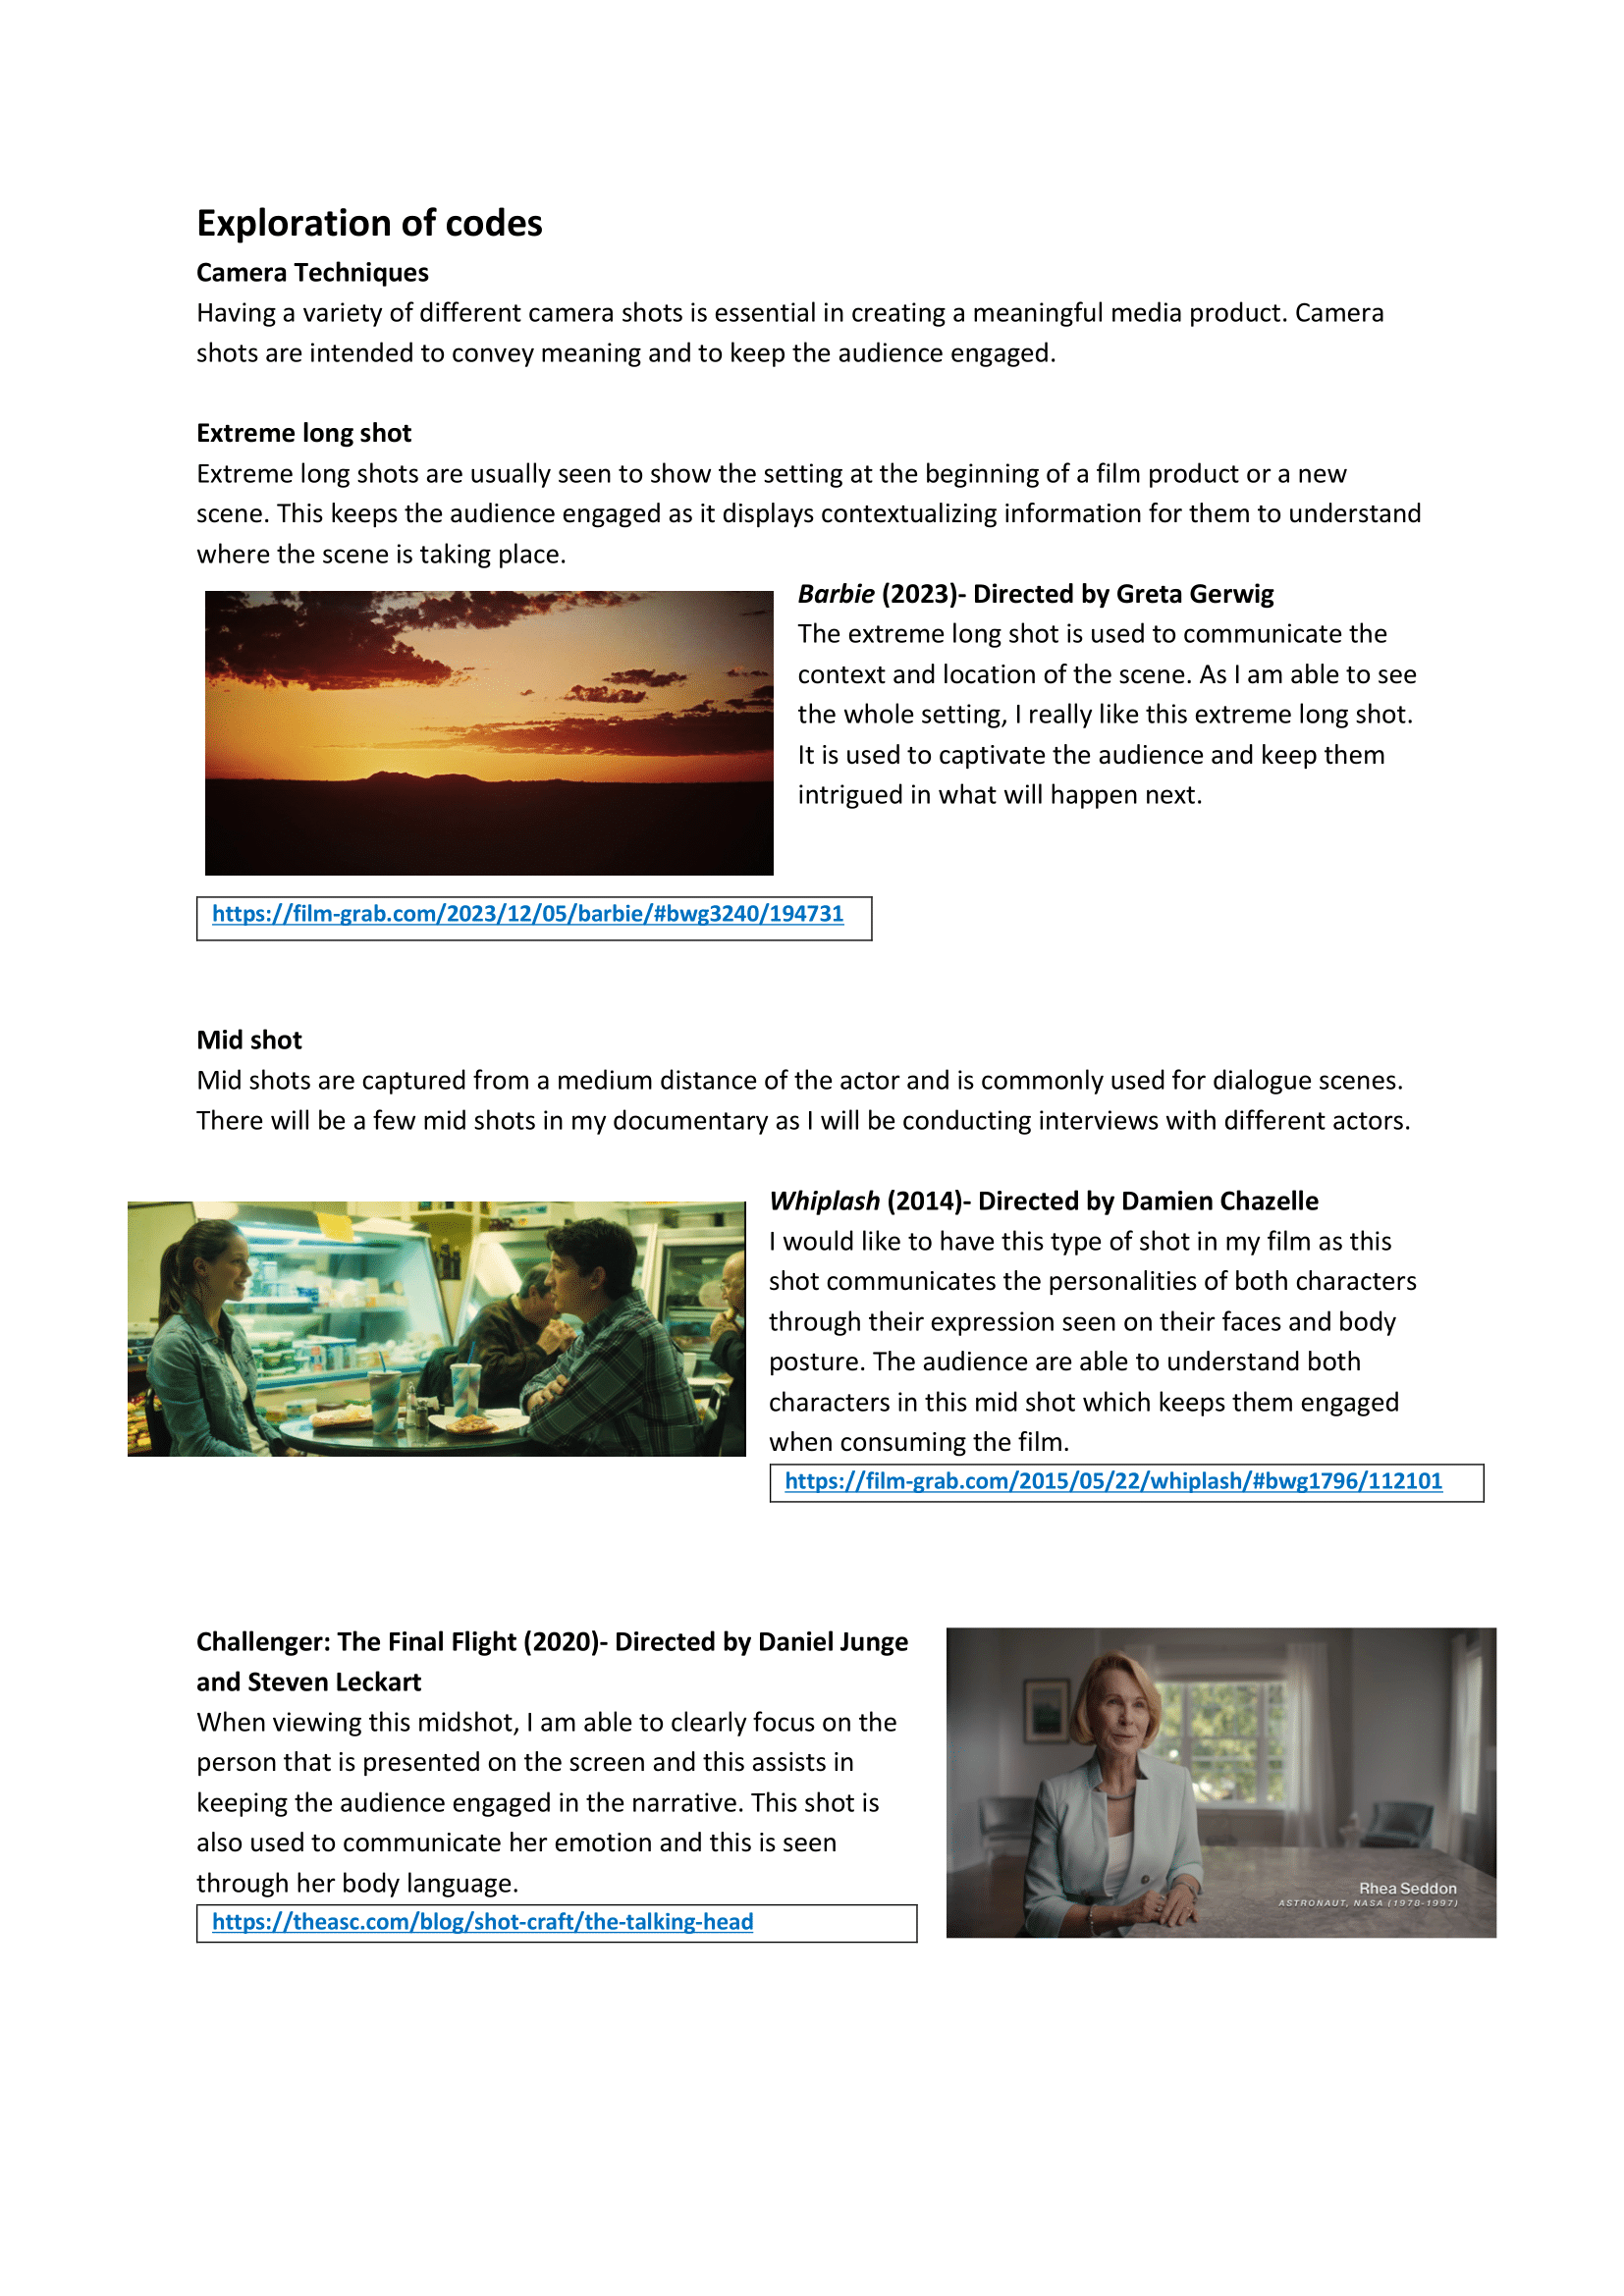 Exploration of codes
Camera Techniques
Having a variety of different camera shots is essential in creating a meaningful media product. Camera
shots are intended to convey meaning and to keep the audience engaged.
Extreme long shot
Extreme long shots are usually seen to show the setting at the beginning of a film product or a new
scene. This keeps the audience engaged as it displays contextualizing information for them to understand
where the scene is taking place.
Barbie (2023)- Directed by Greta Gerwig
The extreme long shot is used to communicate the
context and location of the scene. As I am able to see
the whole setting, I really like this extreme long shot.
It is used to captivate the audience and keep them
intrigued in what will happen next.
https://film-grab.com/2023/12/05/barbie/#bwg3240/194731
Mid shot
Mid shots are captured from a medium distance of the actor and is commonly used for dialogue scenes.
There will be a few mid shots in my documentary as I will be conducting interviews with different actors.
Whiplash (2014)- Directed by Damien Chazelle
I would like to have this type of shot in my film as this
shot communicates the personalities of both characters
through their expression seen on their faces and body
posture. The audience are able to understand both
characters in this mid shot which keeps them engaged
when consuming the film.
https://film-grab.com/2015/05/22/whiplash/#bwg1796/112101
Challenger: The Final Flight (2020)- Directed by Daniel Junge
and Steven Leckart
When viewing this midshot, I am able to clearly focus on the
person that is presented on the screen and this assists in
keeping the audience engaged in the narrative. This shot is
also used to communicate her emotion and this is seen
through her body language.
https://theasc.com/blog/shot-craft/the-talking-head
Rhea Seddon
ASTRONAUT, NASA (1978-1997)